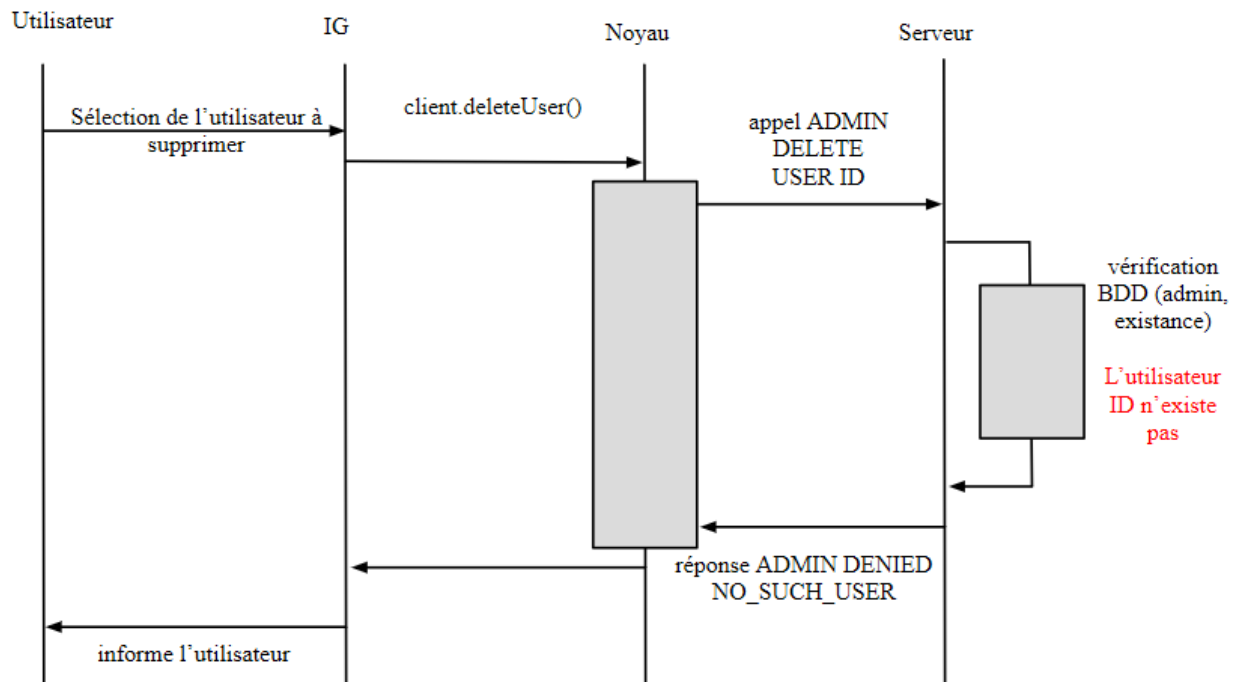 Utilisateur
IG
Noyau
Serveur
Sélection de l’utilisateur à
supprimer
client.deleteUser()
appel ADMIN
DELETE
USER ID
vérification
BDD (admin,
existance)
L’utilisateur
ID n’existe
pas
réponse ADMIN DENIED
NO_SUCH_USER
informe l’utilisateur